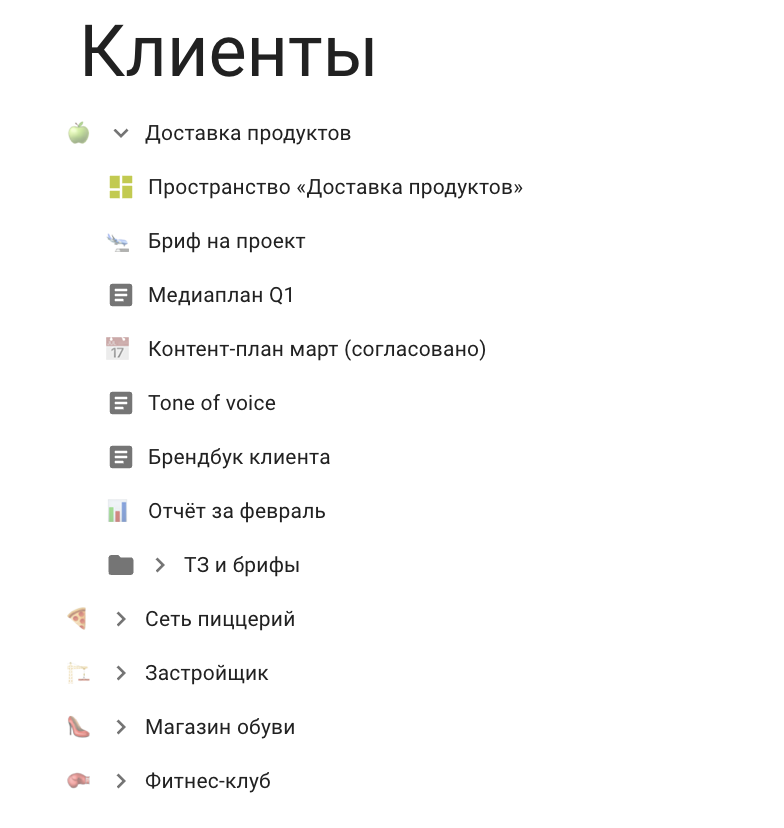 Клиенты
Доставка продуктов
Пространство «Доставка продуктов»
Бриф на проект
Медиаплан Q1
17
Контент-план март (согласовано)
Tone of voice
Брендбук клиента
Отчёт за февраль
ТЗ и брифы
Сеть пиццерий
Застройщик
Магазин обуви
Фитнес-клуб